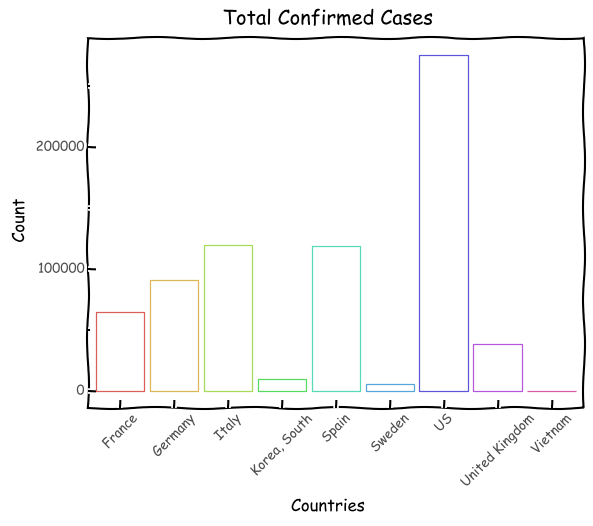 Total Confirmed Cases
Count
200000
100000
0
France
Germany
Italy
Korea, South
Spain
Sweden
US
United Kingdom
Vietnam
Countries